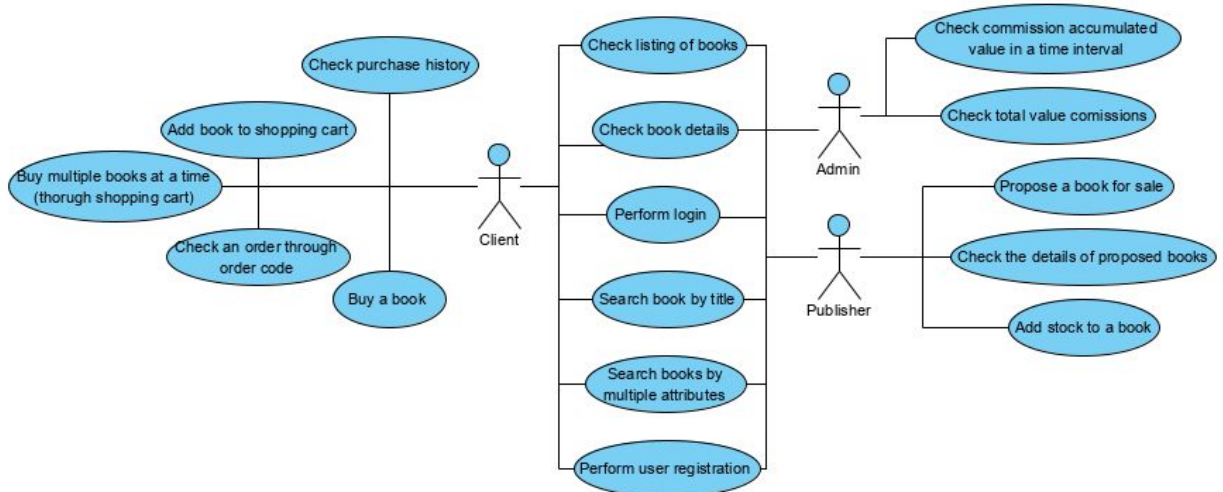 Check purchase history
Add book to shopping cart
Buy multiple books at a time
(thorugh shopping cart)
Check an order through
order code
Buy a book
Client
Check listing of books
Check book details
Perform login
Search book by title
Search books by
multiple attributes
Perform user registration
Admin
Publisher
Check commission accumulated
value in a time interval
Check total value comissions
Propose a book for sale
Check the details of proposed books
Add stock to a book